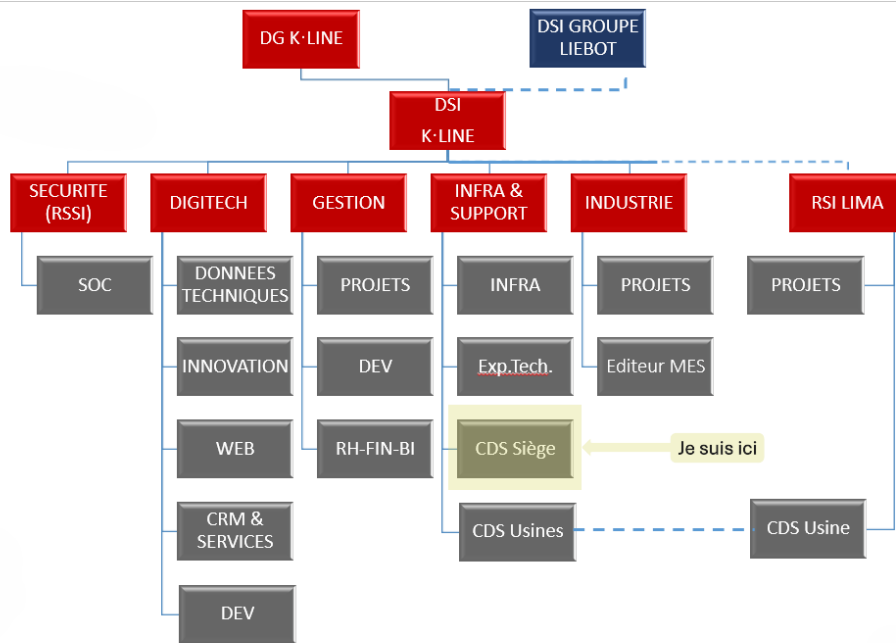 DG K·LINE
DSI GROUPE
LIEBOT
DSI
K·LINE
SECURITE
(RSSI)
DIGITECH
GESTION
INFRA &
SUPPORT
INDUSTRIE
RSI LIMA
SOC
DONNEES
TECHNIQUES
PROJETS
INFRA
PROJETS
PROJETS
INNOVATION
DEV
Exp.Tech.
Editeur MES
WEB
RH-FIN-BI
CDS Siège
Je suis ici
CRM &
SERVICES
CDS Usines
CDS Usine
DEV